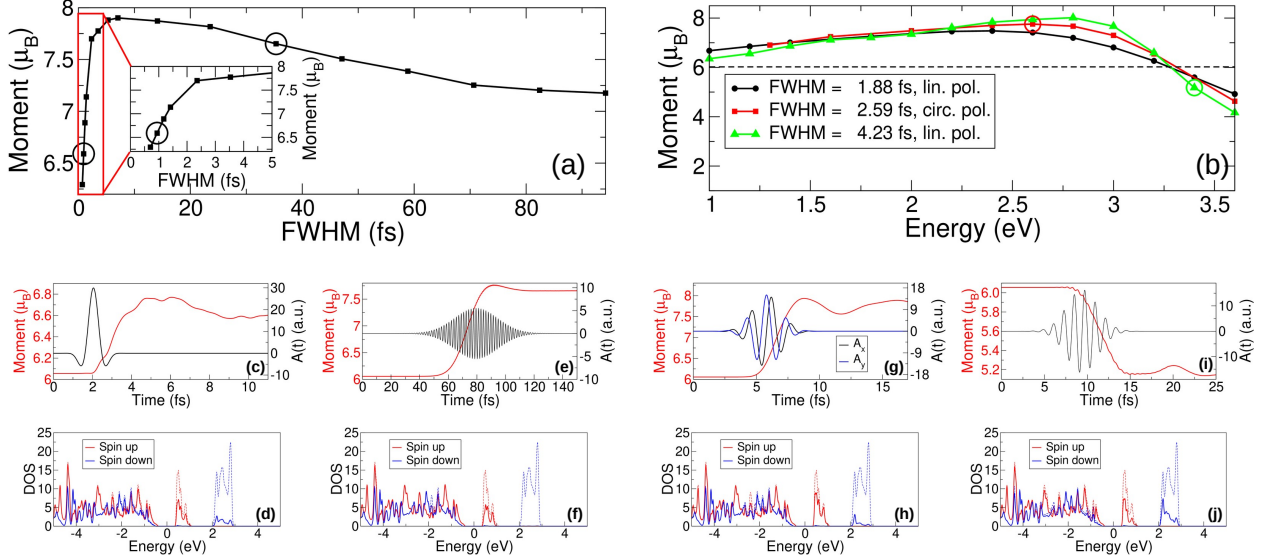 8
7.5
7
6.5
Moment (μB)
0 20 40 60 80
FWHM (fs)
(a)
8
7.5
7
6.5
Moment (μB)
0 1 2 3 4 5
FWHM (fs)
8
6
4
2
Moment (μB)
1 1.5 2 2.5 3 3.5
Energy (eV)
(b)
FWHM = 1.88 fs, lin. pol.
FWHM = 2.59 fs, circ. pol.
FWHM = 4.23 fs, lin. pol.
6.8
6.6
6.4
6.2
6
Moment (μB)
30
20
10
0
-10
A(t) (a.u.)
0 2 4 6 8 10
Time (fs)
(c)
7.5
7
6.5
6
Moment (μB)
10
5
0
-5
-10
A(t) (a.u.)
0 20 40 60 80 100 120 140
Time (fs)
(e)
8
7.5
7
6.5
6
Moment (μB)
18
9
0
-9
-18
A(t) (a.u.)
Ax
Ay
0 5 10 15
Time (fs)
(g)
6.0
5.8
5.6
5.4
5.2
Moment (μB)
10
0
-10
A(t) (a.u.)
0 5 10 15 20 25
Time (fs)
(i)
25
20
15
10
5
0
DOS
Spin up
Spin down
-4 -2 0 2 4
Energy (eV)
(d)
25
20
15
10
5
0
DOS
Spin up
Spin down
-4 -2 0 2 4
Energy (eV)
(f)
25
20
15
10
5
0
DOS
Spin up
Spin down
-4 -2 0 2 4
Energy (eV)
(h)
25
20
15
10
5
0
DOS
Spin up
Spin down
-4 -2 0 2 4
Energy (eV)
(j)